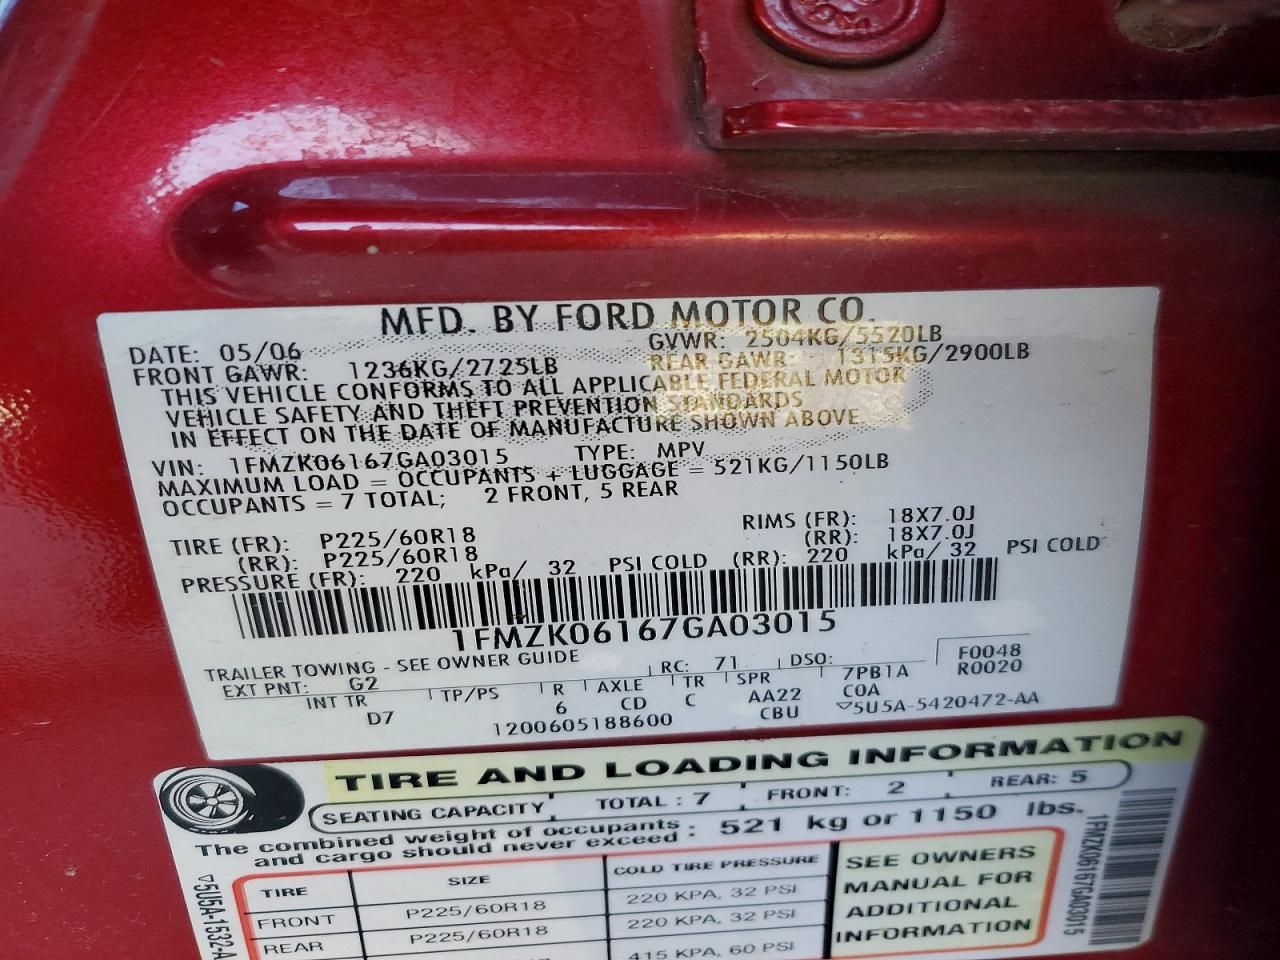 MFD. BY FORD MOTOR CO.
DATE: 05/06 GVWR: 2504KG/5520LB
FRONT GAWR: 1236KG/2725LB REAR GAWR: 1315KG/2900LB
THIS VEHICLE CONFORMS TO ALL APPLICABLE FEDERAL MOTOR
VEHICLE SAFETY AND THEFT PREVENTION STANDARDS
IN EFFECT ON THE DATE OF MANUFACTURE SHOWN ABOVE
VIN: 1FMZK06167GA03015 TYPE: MPV
MAXIMUM LOAD = OCCUPANTS + LUGGAGE = 521KG/1150LB
OCCUPANTS = 7 TOTAL; 2 FRONT, 5 REAR
TIRE (FR): P225/60R18 RIMS (FR): 18X7.0J
(RR): P225/60R18 (RR): 18X7.0J
PRESSURE (FR): 220 kPa/ 32 PSI COLD (RR): 220 kPa/ 32 PSI COLD
1FMZK06167GA03015
TRAILER TOWING - SEE OWNER GUIDE
F0048
R0020
EXT PNT: G2 RC: 71 DSO:
INT TR TP/PS R AXLE TR SPR 7PB1A
D7 6 CD C AA22 C0A
1200605188600 CBU ▽5U5A-5420472-AA
TIRE AND LOADING INFORMATION
SEATING CAPACITY TOTAL : 7 FRONT: 2 REAR: 5
The combined weight of occupants and cargo should never exceed : 521 kg or 1150 lbs.
TIRE SIZE COLD TIRE PRESSURE
FRONT P225/60R18 220 KPA, 32 PSI
REAR P225/60R18 220 KPA, 32 PSI
415 KPA, 60 PSI
SEE OWNERS
MANUAL FOR
ADDITIONAL
INFORMATION
▽5U5A-1532-A
1FMZK06167GA03015